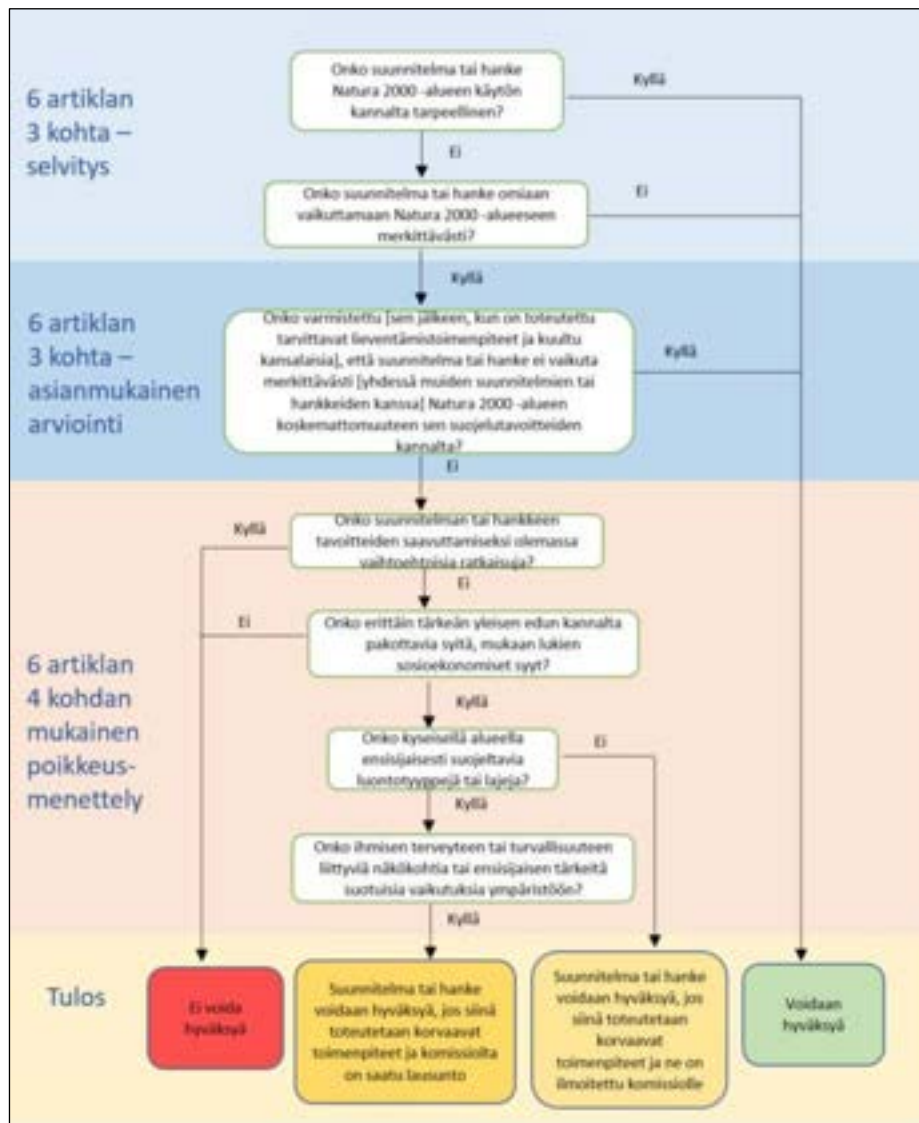 6 artiklan
3 kohta –
selvitys
Onko suunnitelma tai hanke
Natura 2000 -alueen käytön
kannalta tarpeellinen?
Kyllä
Ei
Onko suunnitelma tai hanke omiaan
vaikuttamaan Natura 2000 -alueeseen
merkittävästi?
Ei
Kyllä
6 artiklan
3 kohta –
asianmukainen
arviointi
Onko varmistettu [sen jälkeen, kun on toteutettu
tarvittavat lieventämistoimenpiteet ja kuultu
kansalaisia], että suunnitelma tai hanke ei vaikuta
merkittävästi [yhdessä muiden suunnitelmien tai
hankkeiden kanssa] Natura 2000 -alueen
koskemattomuuteen sen suojelutavoitteiden
kannalta?
Kyllä
Ei
6 artiklan
4 kohdan
mukainen
poikkeus-
menettely
Onko suunnitelman tai hankkeen
tavoitteiden saavuttamiseksi olemassa
vaihtoehtoisia ratkaisuja?
Kyllä
Ei
Onko erittäin tärkeän yleisen edun kannalta
pakottavia syitä, mukaan lukien
sosioekonomiset syyt?
Ei
Kyllä
Onko kyseisellä alueella
ensisijaisesti suojeltavia
luontotyyppejä tai lajeja?
Ei
Kyllä
Onko ihmisen terveyteen tai turvallisuuteen
liittyviä näkökohtia tai ensisijaisen tärkeitä
suotuisia vaikutuksia ympäristöön?
Kyllä
Tulos
Ei voida
hyväksyä
Suunnitelma tai hanke
voidaan hyväksyä, jos siinä
toteutetaan korvaavat
toimenpiteet ja komissiolta
on saatu lausunto
Suunnitelma tai hanke
voidaan hyväksyä, jos
siinä toteutetaan
korvaavat
toimenpiteet ja ne on
ilmoitettu komissiolle
Voidaan
hyväksyä